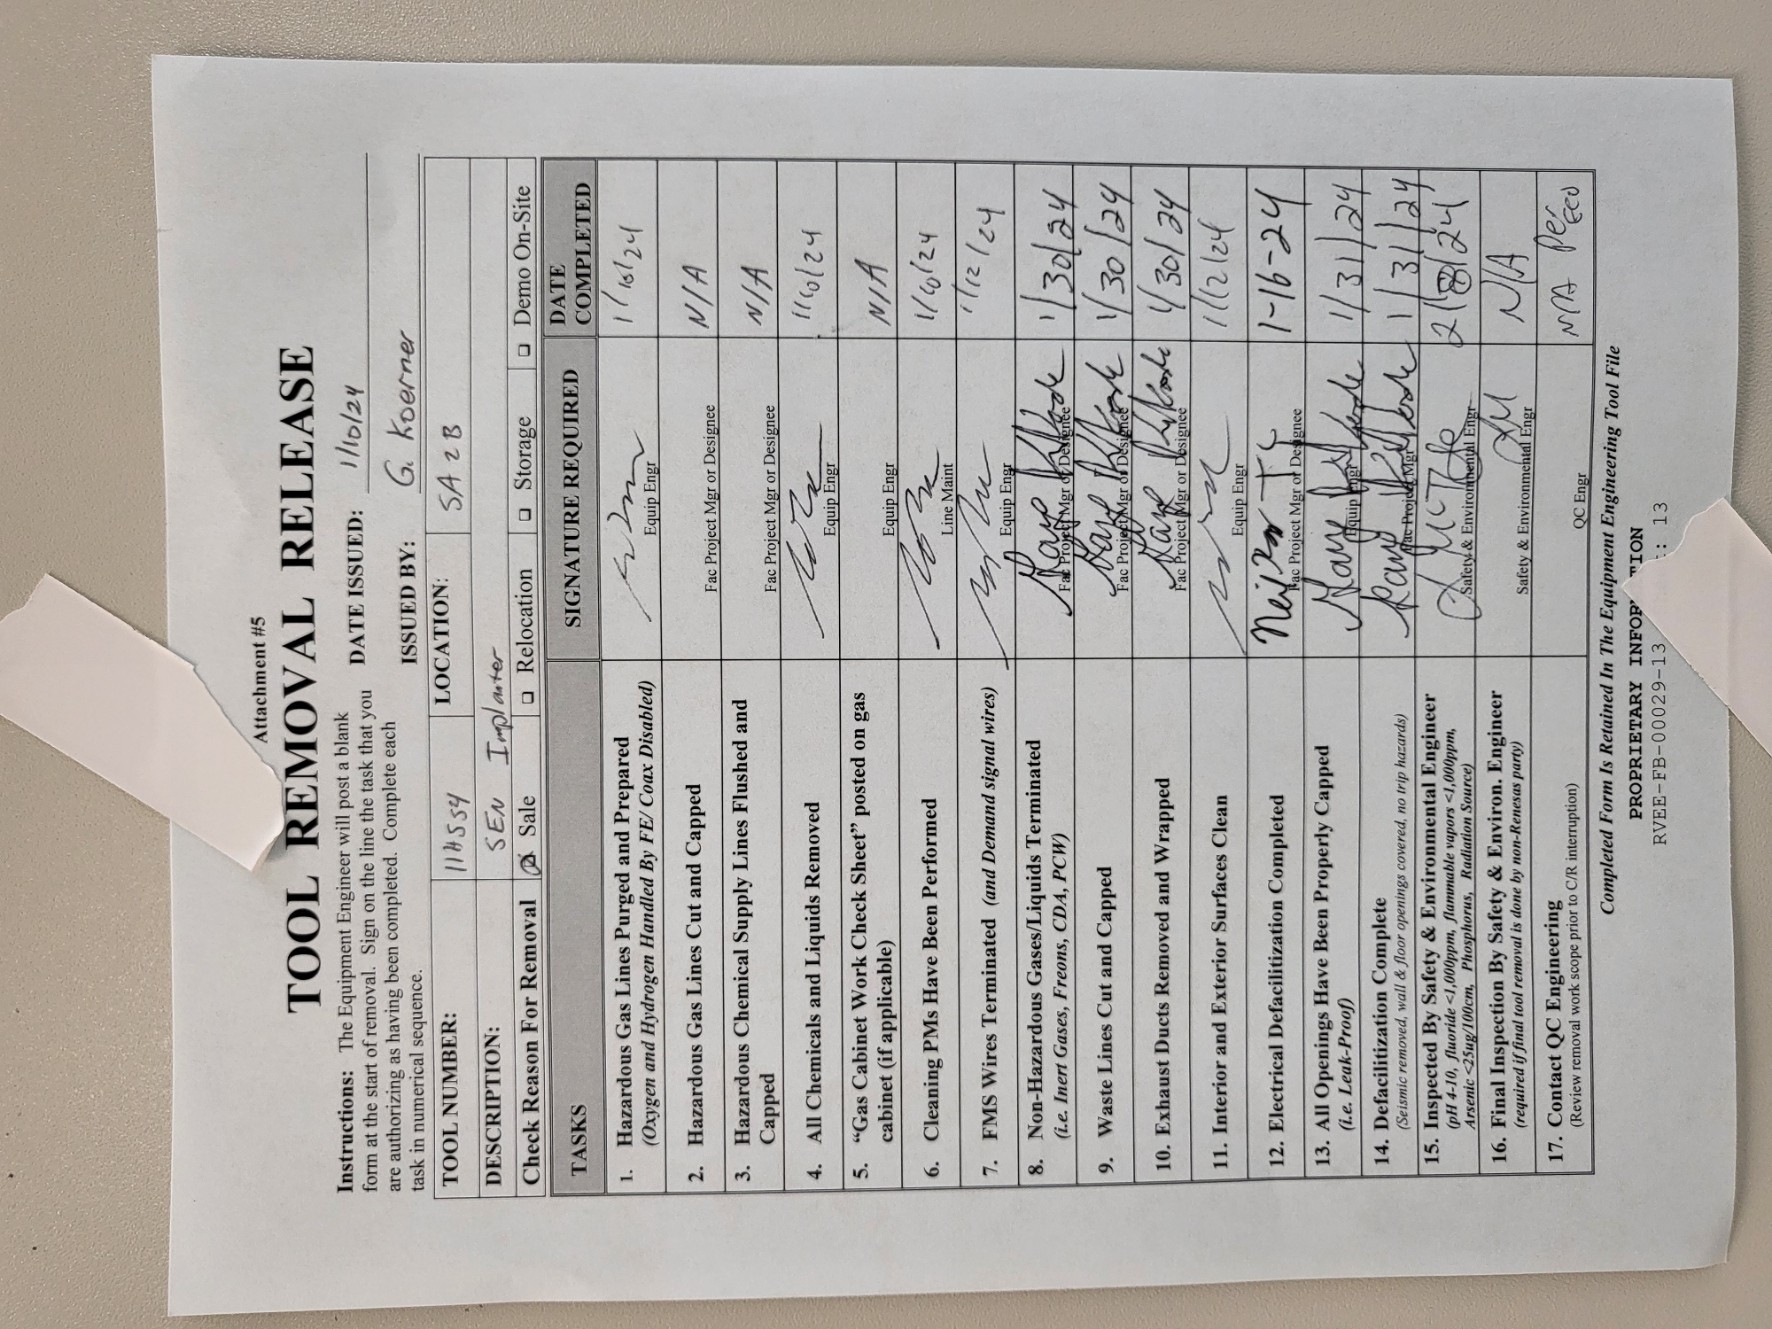 Attachment #5
TOOL REMOVAL RELEASE
Instructions: The Equipment Engineer will post a blank
form at the start of removal. Sign on the line the task that you
are authorizing as having been completed. Complete each
task in numerical sequence.
DATE ISSUED: 1/10/24
ISSUED BY: G. Koerner
TOOL NUMBER: 11A554 LOCATION: SA2B
DESCRIPTION: SEN Implanter
Check Reason For Removal Sale Relocation Storage Demo On-Site
TASKS SIGNATURE REQUIRED DATE COMPLETED
1. Hazardous Gas Lines Purged and Prepared
(Oxygen and Hydrogen Handled By FE/ Coax Disabled)
Equip Engr
1/10/24
2. Hazardous Gas Lines Cut and Capped
Fac Project Mgr or Designee
N/A
3. Hazardous Chemical Supply Lines Flushed and
Capped
Fac Project Mgr or Designee
N/A
4. All Chemicals and Liquids Removed
Equip Engr
1/10/24
5. "Gas Cabinet Work Check Sheet" posted on gas
cabinet (if applicable)
Equip Engr
N/A
6. Cleaning PMs Have Been Performed
Line Maint
1/10/24
7. FMS Wires Terminated (and Demand signal wires)
Equip Engr
1/12/24
8. Non-Hazardous Gases/Liquids Terminated
(i.e. Inert Gases, Freons, CDA, PCW)
Fac Project Mgr or Designee
1/30/24
9. Waste Lines Cut and Capped
Fac Project Mgr or Designee
1/30/24
10. Exhaust Ducts Removed and Wrapped
Fac Project Mgr or Designee
1/30/24
11. Interior and Exterior Surfaces Clean
Equip Engr
1/12/24
12. Electrical Defacilitization Completed
Fac Project Mgr or Designee
1-16-24
13. All Openings Have Been Properly Capped
(i.e. Leak-Proof)
Equip Engr
1/31/24
14. Defacilitization Complete
(Seismic removed, wall & floor openings covered, no trip hazards)
Fac Project Mgr
1/31/24
15. Inspected By Safety & Environmental Engineer
(pH 4-10, fluoride <1,000ppm, flammable vapors <1,000ppm,
Arsenic <25ug/100cm, Phosphorus, Radiation Source)
Safety & Environmental Engr
2/8/24
16. Final Inspection By Safety & Environ. Engineer
(required if final tool removal is done by non-Renesas party)
Safety & Environmental Engr
N/A
17. Contact QC Engineering
(Review removal work scope prior to C/R interruption)
QC Engr
N/A Per
Completed Form Is Retained In The Equipment Engineering Tool File
PROPRIETARY
RVEE-FB-00029-13 : 13